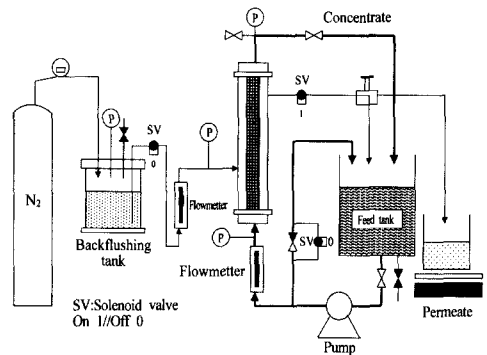 P
Concentrate
SV
1
P
SV
0
P
N2
Flowmetter
Feed tank
Backflushing
tank
P
SV 0
Flowmetter
SV:Solenoid valve
On 1//Off 0
Permeate
Pump